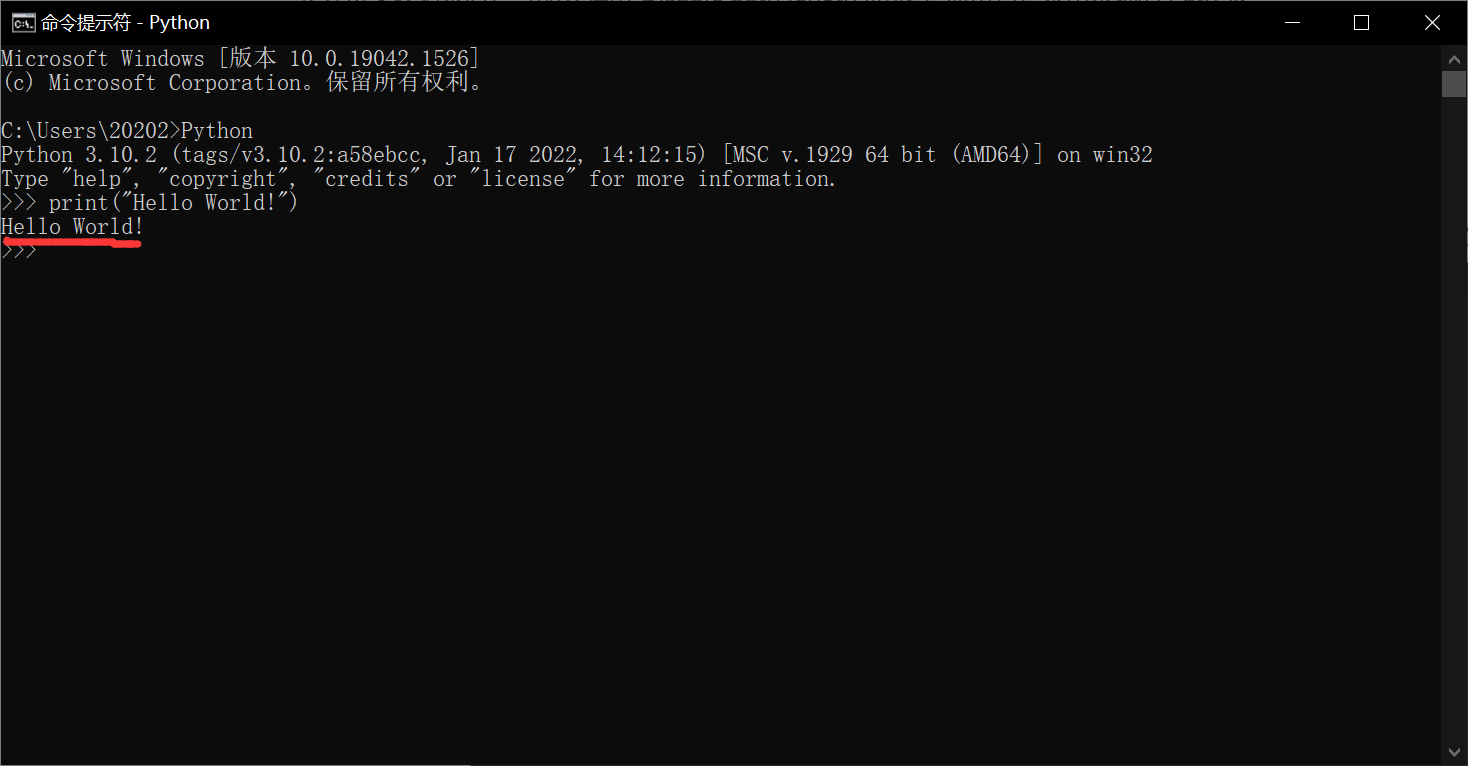 命令提示符 - Python
Microsoft Windows [版本 10.0.19042.1526]
(c) Microsoft Corporation。保留所有权利。
C:\Users\20202>Python
Python 3.10.2 (tags/v3.10.2:a58ebcc, Jan 17 2022, 14:12:15) [MSC v.1929 64 bit (AMD64)] on win32
Type "help", "copyright", "credits" or "license" for more information.
>>> print("Hello World!")
Hello World!
>>>